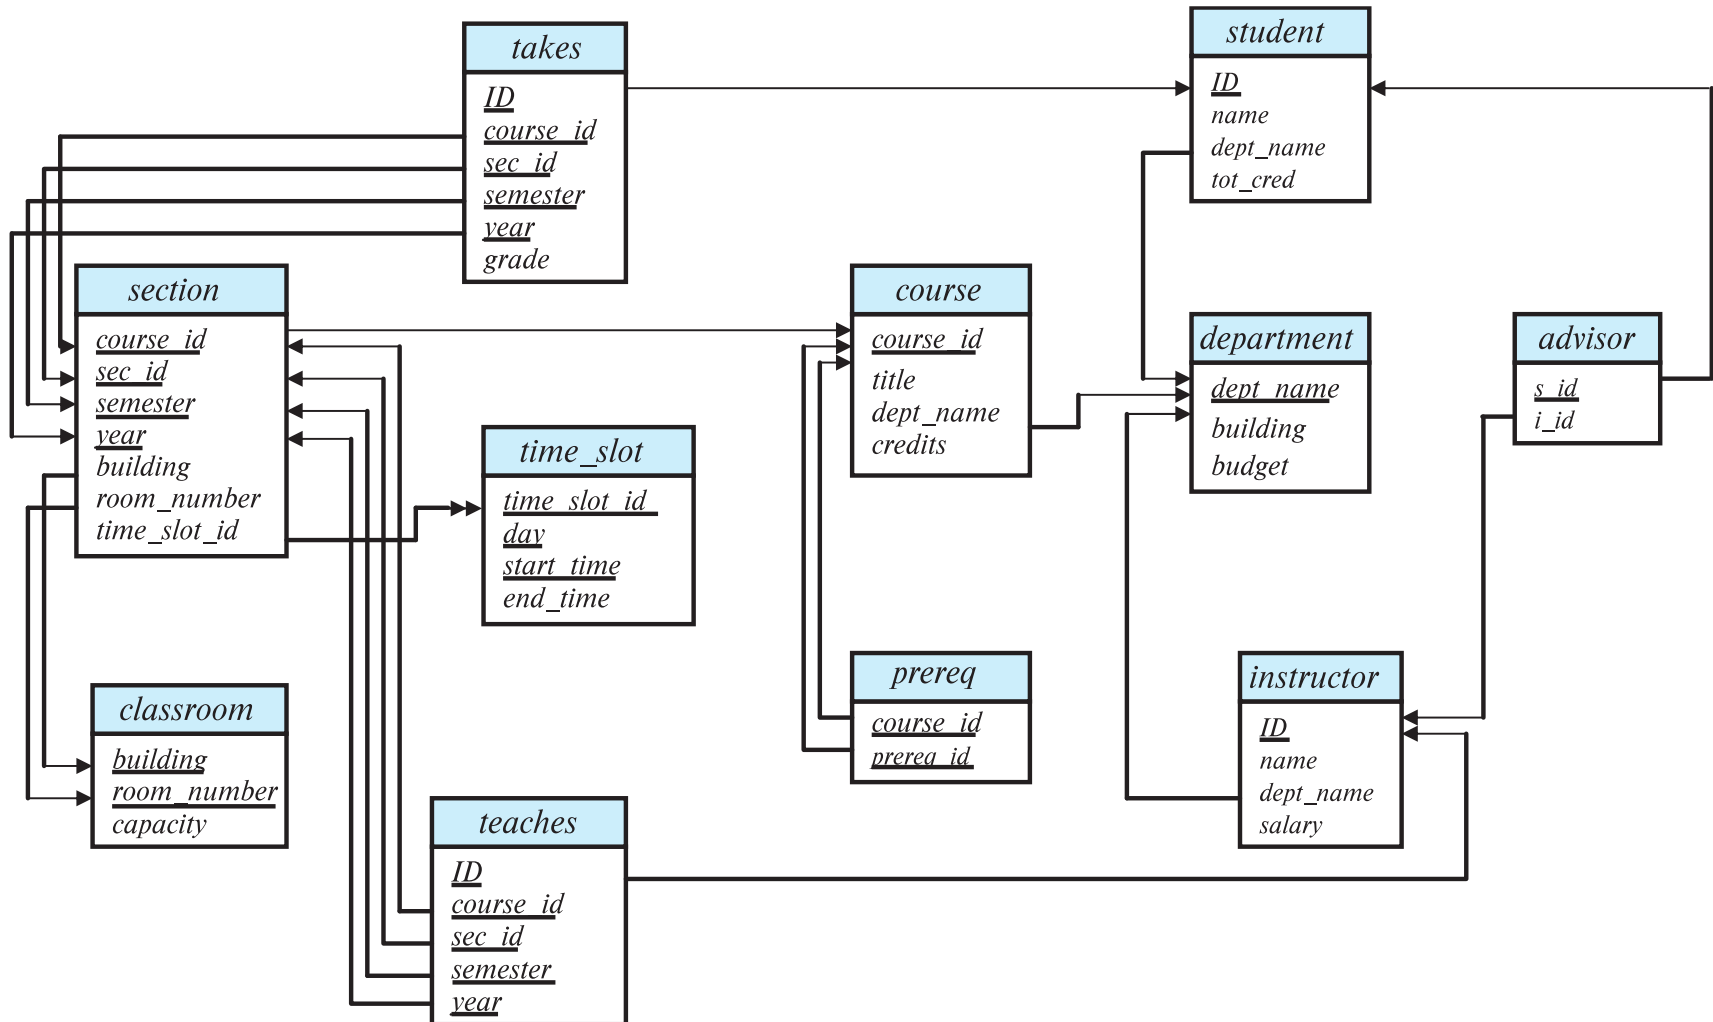 takes
ID
course_id
sec_id
semester
year
grade
student
ID
name
dept_name
tot_cred
section
course_id
sec_id
semester
year
building
room_number
time_slot_id
course
course_id
title
dept_name
credits
department
dept_name
building
budget
advisor
s_id
i_id
time_slot
time_slot_id
day
start_time
end_time
prereq
course_id
prereq_id
instructor
ID
name
dept_name
salary
classroom
building
room_number
capacity
teaches
ID
course_id
sec_id
semester
year